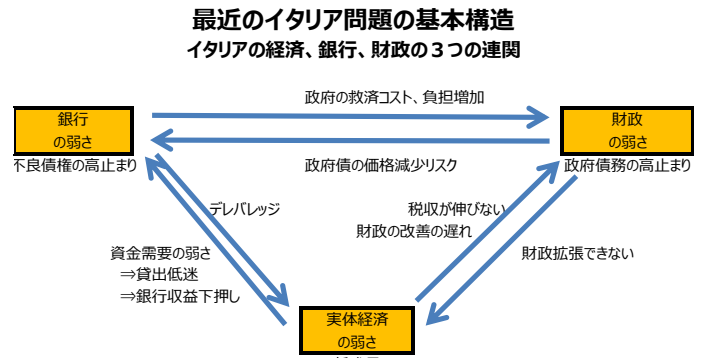 最近のイタリア問題の基本構造
イタリアの経済、銀行、財政の３つの連関
政府の救済コスト、負担増加
銀行
の弱さ
不良債権の高止まり
財政
の弱さ
政府債務の高止まり
政府債の価格減少リスク
デレバレッジ
税収が伸びない
財政の改善の遅れ
資金需要の弱さ
⇒貸出低迷
⇒銀行収益下押し
財政拡張できない
実体経済
の弱さ